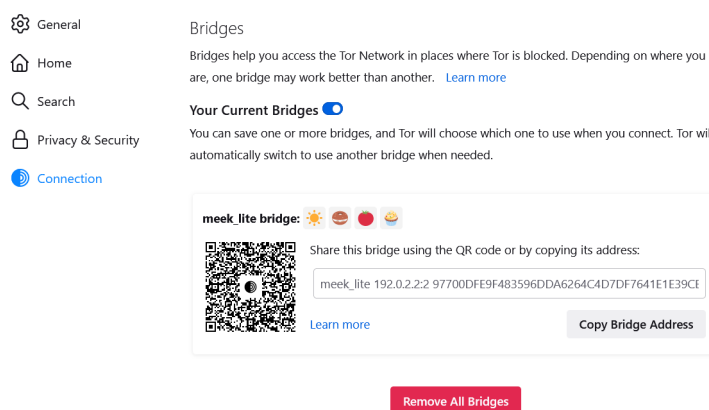 General
Home
Search
Privacy & Security
Connection
Bridges
Bridges help you access the Tor Network in places where Tor is blocked. Depending on where you
are, one bridge may work better than another. Learn more
Your Current Bridges
You can save one or more bridges, and Tor will choose which one to use when you connect. Tor will
automatically switch to use another bridge when needed.
meek_lite bridge:
Share this bridge using the QR code or by copying its address:
meek_lite 192.0.2.2:2 97700DFE9F483596DDA6264C4D7DF7641E1E39CE
Learn more
Copy Bridge Address
Remove All Bridges